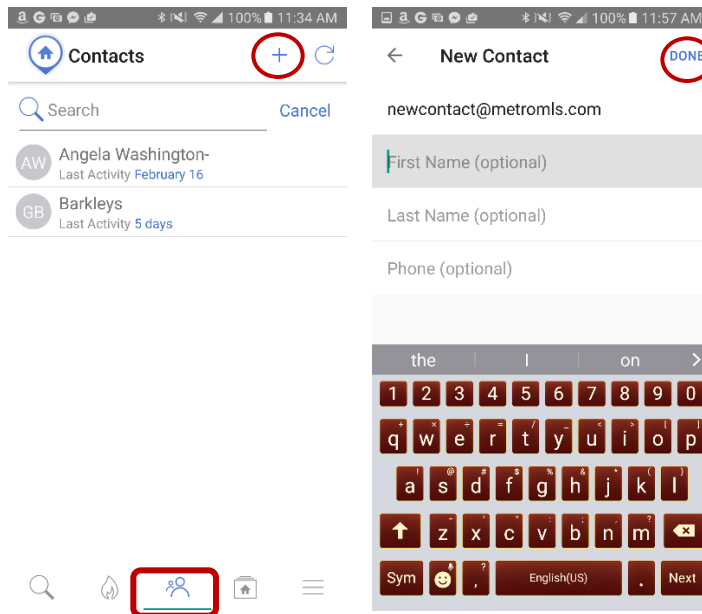 100% 11:34 AM
Contacts
Search
Cancel
AW
Angela Washington-
Last Activity February 16
GB
Barkleys
Last Activity 5 days
100% 11:57 AM
New Contact
DONE
newcontact@metromls.com
First Name (optional)
Last Name (optional)
Phone (optional)
the I on
1 2 3 4 5 6 7 8 9 0
q w e r t y u i o p
a s d f g h j k l
z x c v b n m
Sym , English(US) . Next